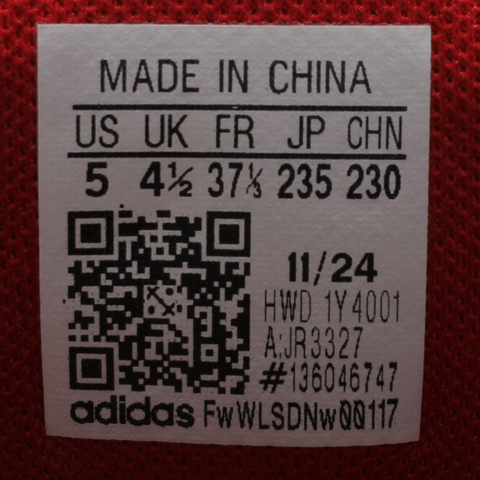 MADE IN CHINA
US UK FR JP CHN
5 4½ 37⅓ 235 230
11/24
HWD 1Y4001
A:JR3327
#136046747
adidas FwWLSDNw00117